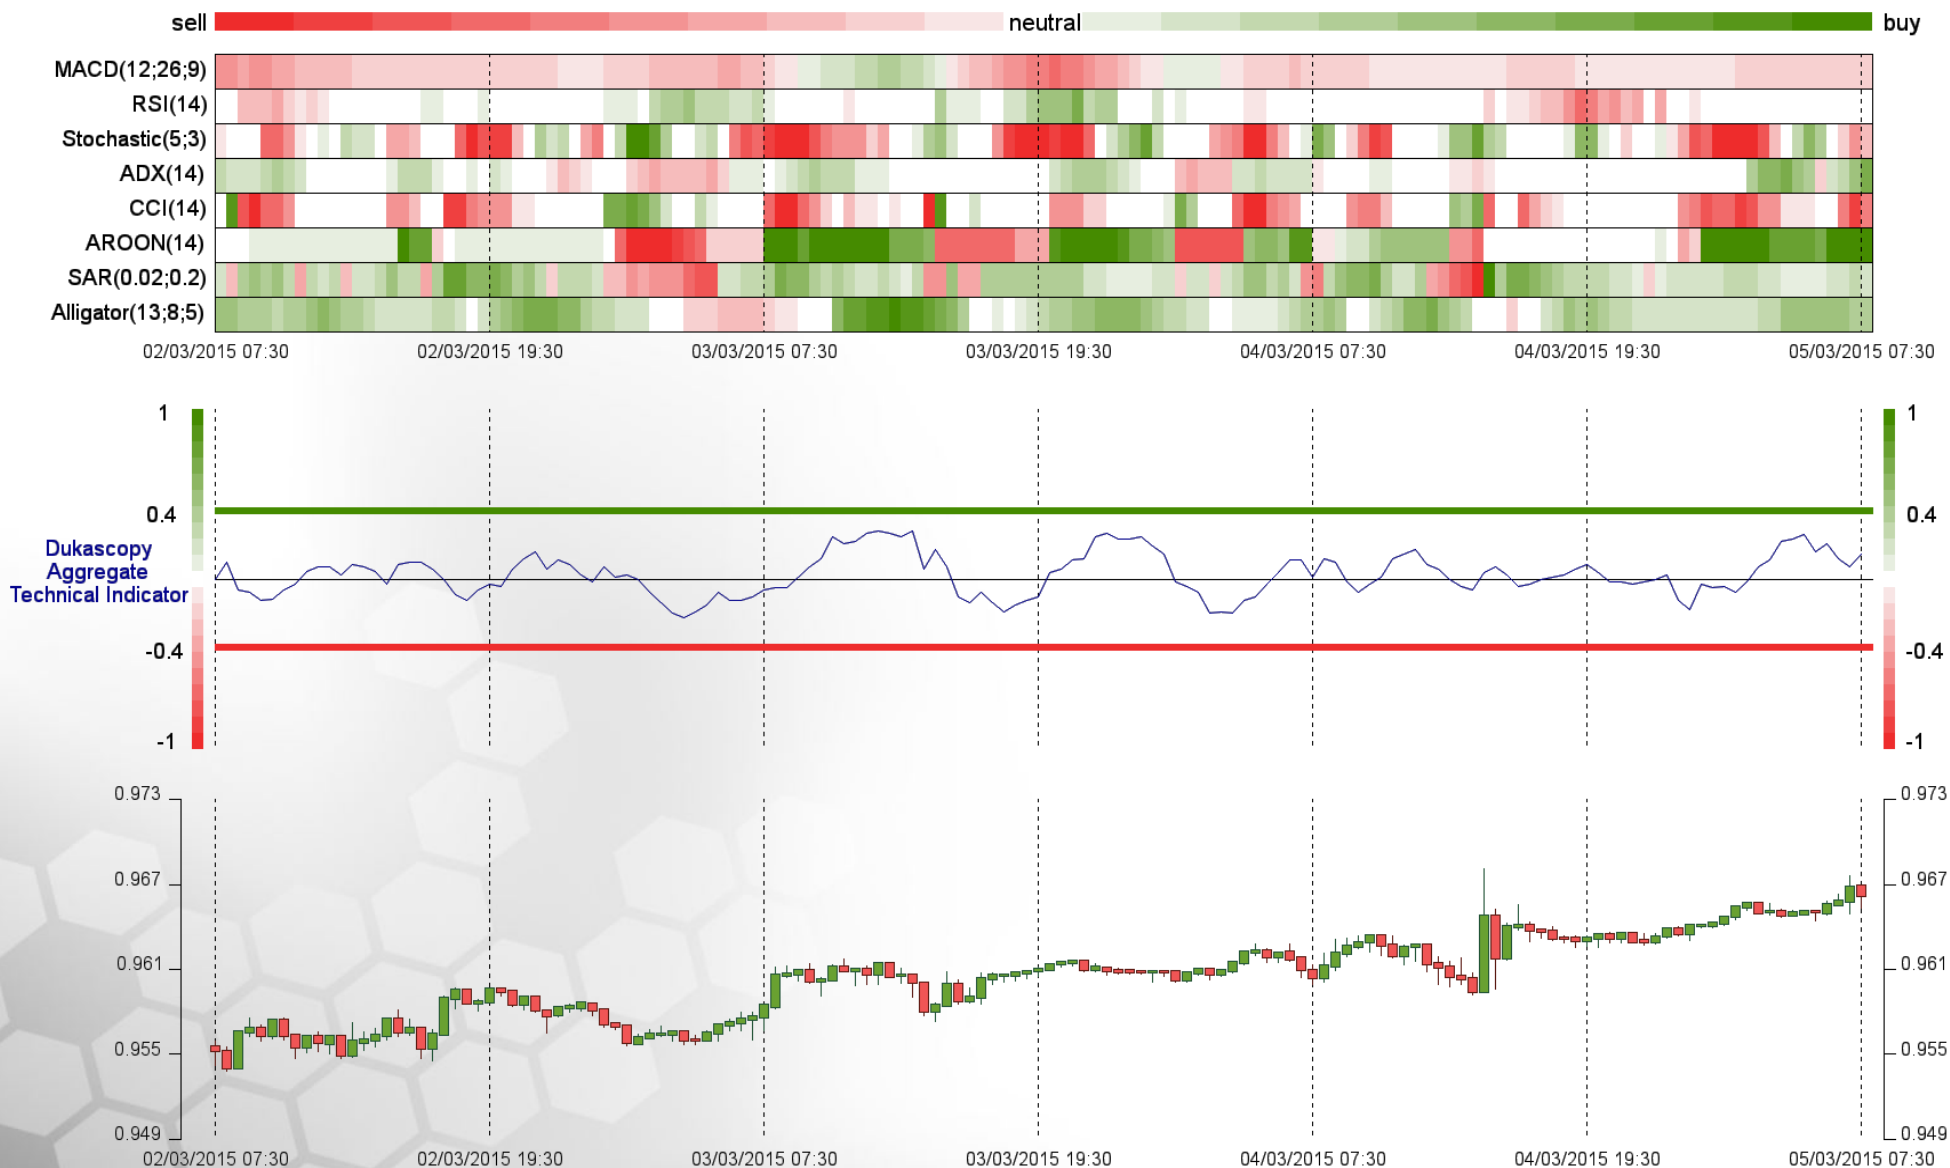 sell neutral buy
MACD(12;26;9)
RSI(14)
Stochastic(5;3)
ADX(14)
CCI(14)
AROON(14)
SAR(0.02;0.2)
Alligator(13;8;5)
02/03/2015 07:30 02/03/2015 19:30 03/03/2015 07:30 03/03/2015 19:30 04/03/2015 07:30 04/03/2015 19:30 05/03/2015 07:30
1 1
0.4 0.4
Dukascopy
Aggregate
Technical Indicator
-0.4 -0.4
-1 -1
0.973 0.973
0.967 0.967
0.961 0.961
0.955 0.955
0.949 0.949
02/03/2015 07:30 02/03/2015 19:30 03/03/2015 07:30 03/03/2015 19:30 04/03/2015 07:30 04/03/2015 19:30 05/03/2015 07:30